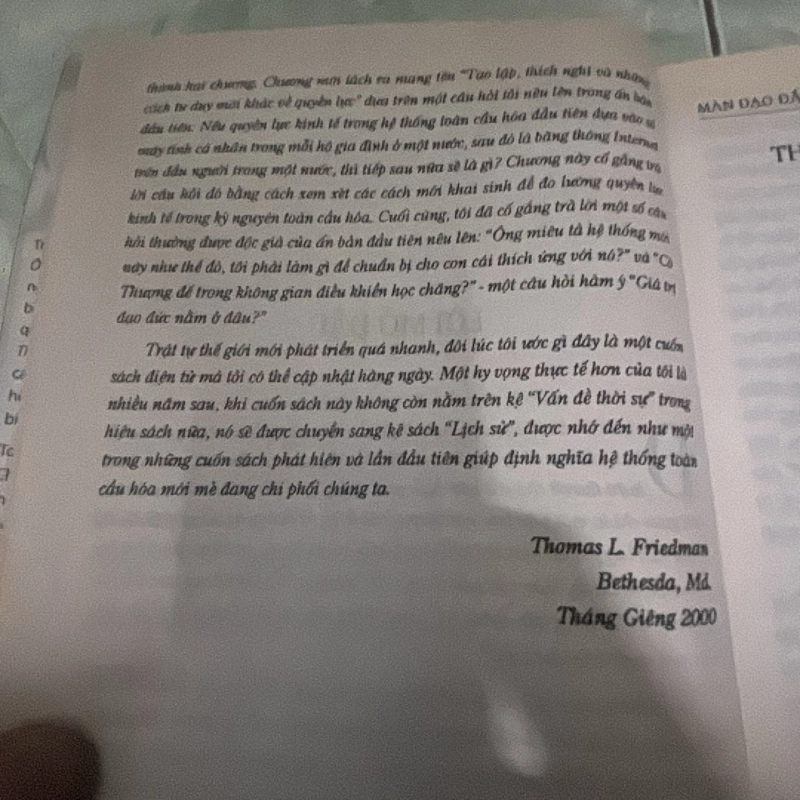 thành hai chương. Chương mới tách ra mang tên "Tạo lập, thích nghi và những
cách tư duy mới khác về quyền lực" dựa trên một câu hỏi tôi nêu lên trong ấn bản
đầu tiên: Nếu quyền lực kinh tế trong hệ thống toàn cầu hóa đầu tiên dựa vào số
máy tính cá nhân trong mỗi hộ gia đình ở một nước, sau đó là băng thông Internet
trên đầu người trong một nước, thì tiếp sau nữa sẽ là gì? Chương này cố gắng trả
lời câu hỏi đó bằng cách xem xét các cách mới khai sinh để đo lường quyền lực
kinh tế trong kỷ nguyên toàn cầu hóa. Cuối cùng, tôi đã cố gắng trả lời một số câu
hỏi thường được độc giả của ấn bản đầu tiên nêu lên: "Ông miêu tả hệ thống mới
này như thế đó, tôi phải làm gì để chuẩn bị cho con cái thích ứng với nó?" và "Có
Thượng đế trong không gian điều khiển học chăng?" - một câu hỏi hàm ý "Giá trị
đạo đức nằm ở đâu?"
Trật tự thế giới mới phát triển quá nhanh, đôi lúc tôi ước gì đây là một cuốn
sách điện tử mà tôi có thể cập nhật hàng ngày. Một hy vọng thực tế hơn của tôi là
nhiều năm sau, khi cuốn sách này không còn nằm trên kệ "Vấn đề thời sự" trong
hiệu sách nữa, nó sẽ được chuyển sang kệ sách "Lịch sử", được nhớ đến như một
trong những cuốn sách phát hiện và lần đầu tiên giúp định nghĩa hệ thống toàn
cầu hóa mới mẻ đang chi phối chúng ta.
Thomas L. Friedman
Bethesda, Md.
Tháng Giêng 2000
MÀN DẠO ĐẦ
TH